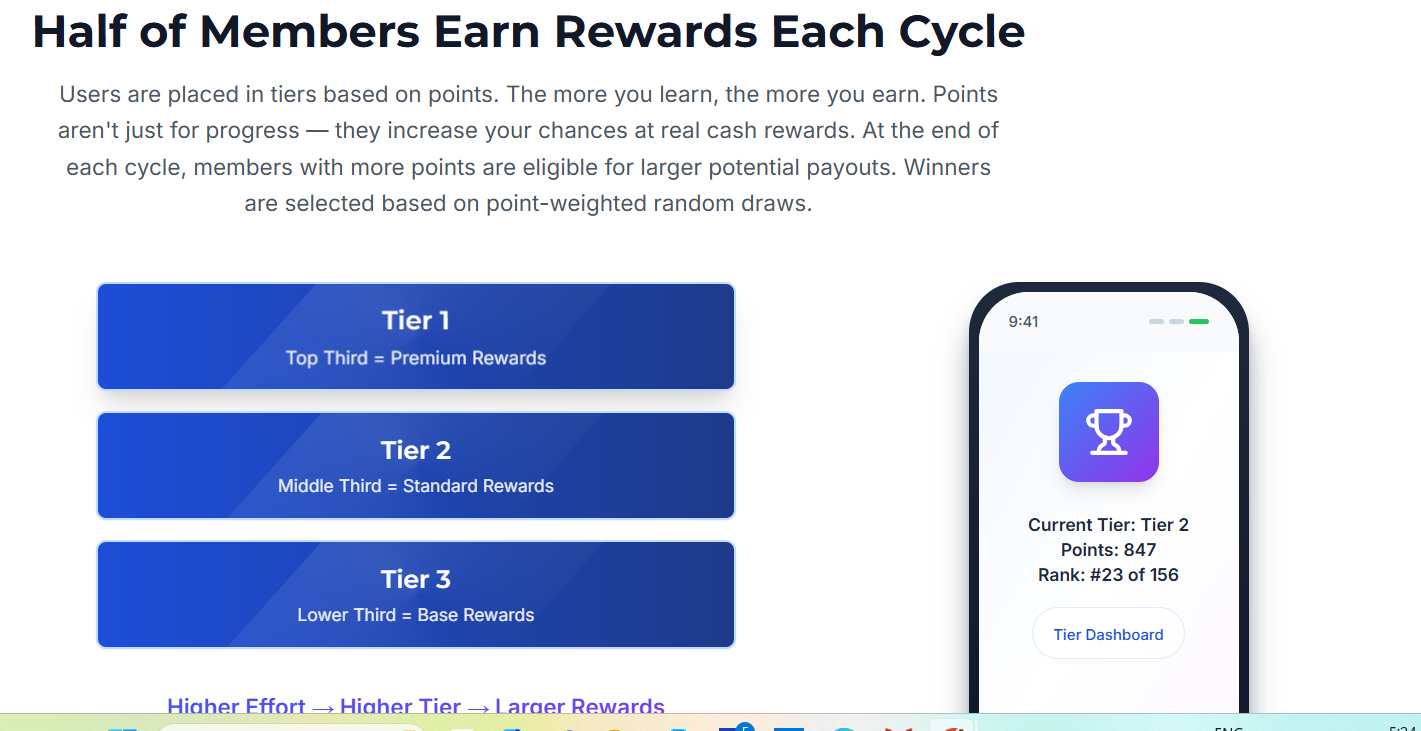 Half of Members Earn Rewards Each Cycle
Users are placed in tiers based on points. The more you learn, the more you earn. Points
aren't just for progress — they increase your chances at real cash rewards. At the end of
each cycle, members with more points are eligible for larger potential payouts. Winners
are selected based on point-weighted random draws.
Tier 1
Top Third = Premium Rewards
Tier 2
Middle Third = Standard Rewards
Tier 3
Lower Third = Base Rewards
Higher Effort → Higher Tier → Larger Rewards
9:41
Current Tier: Tier 2
Points: 847
Rank: #23 of 156
Tier Dashboard
ENG